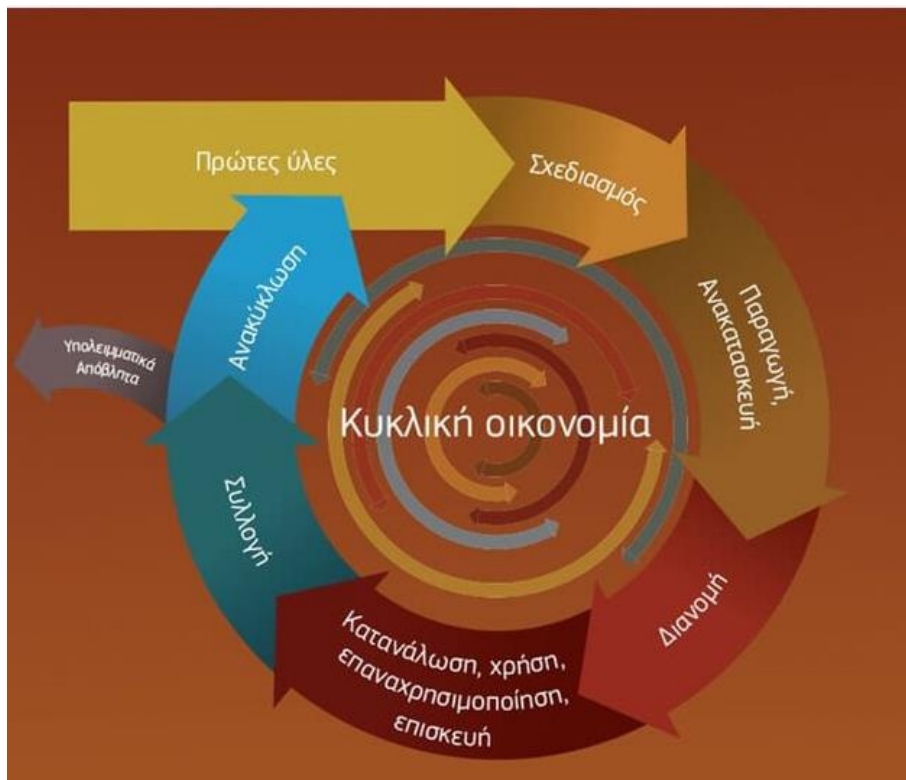 Πρώτες ύλες
Σχεδιασμός
Παραγωγή,
Ανακατασκευή
Διανομή
Κατανάλωση, χρήση,
επαναχρησιμοποίηση,
επισκευή
Συλλογή
Ανακύκλωση
Υπολειμματικά
Απόβλητα
Κυκλική οικονομία